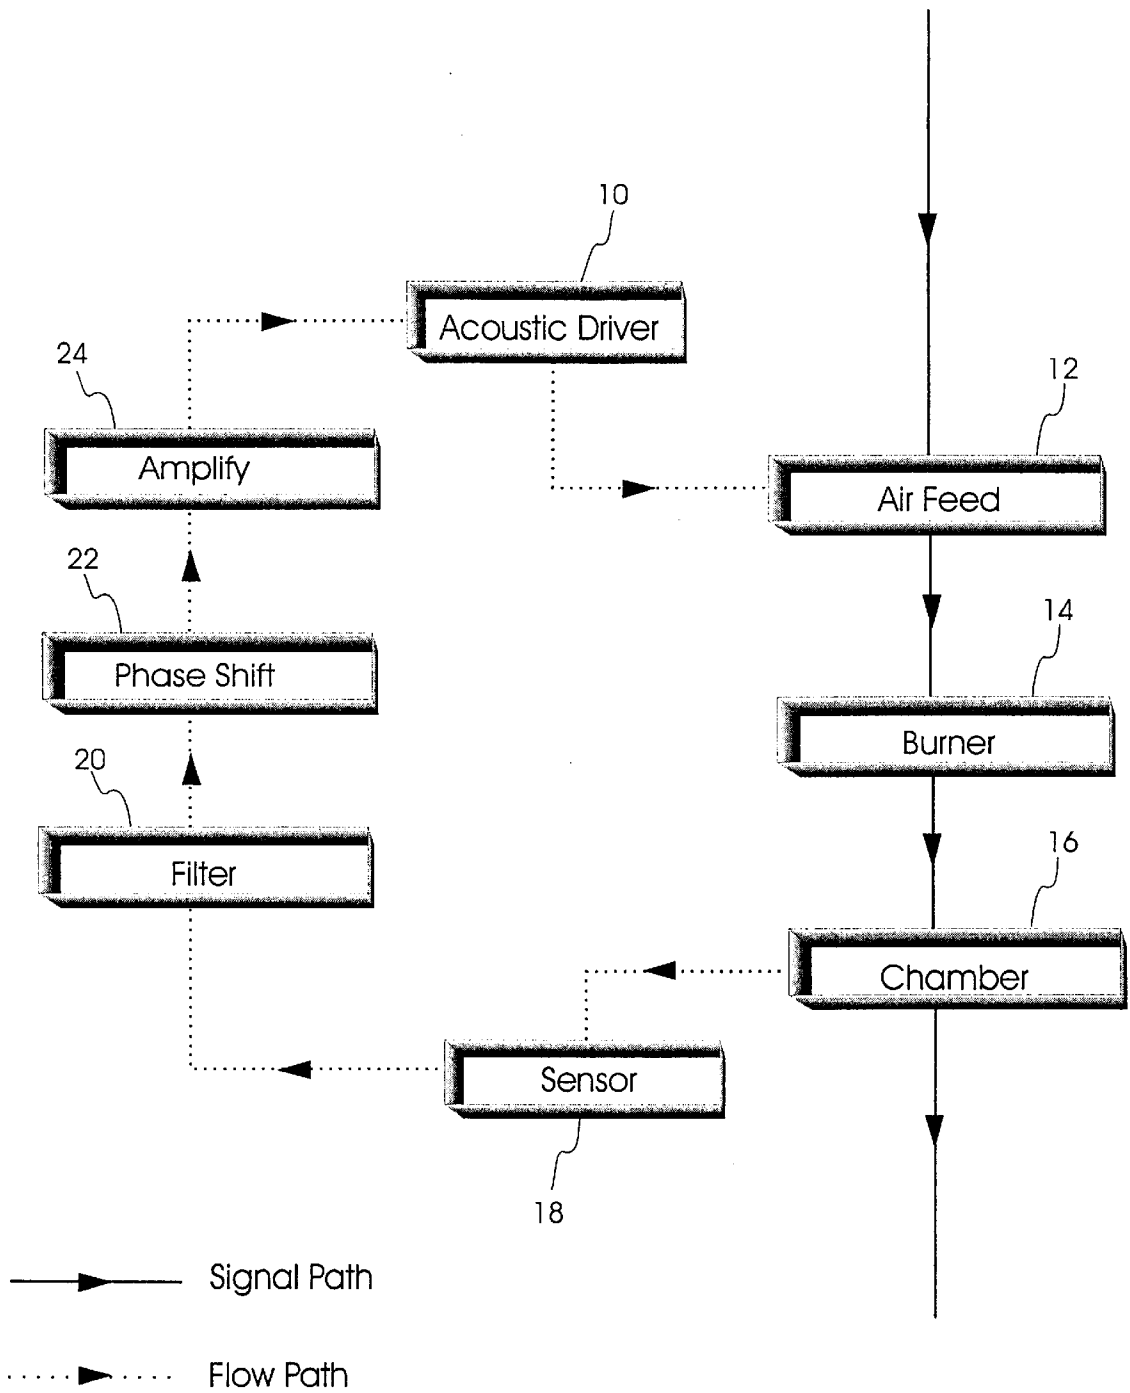 10
Acoustic Driver
24
12
Amplify
Air Feed
22
14
Phase Shift
Burner
20
16
Filter
Chamber
Sensor
18
Signal Path
Flow Path